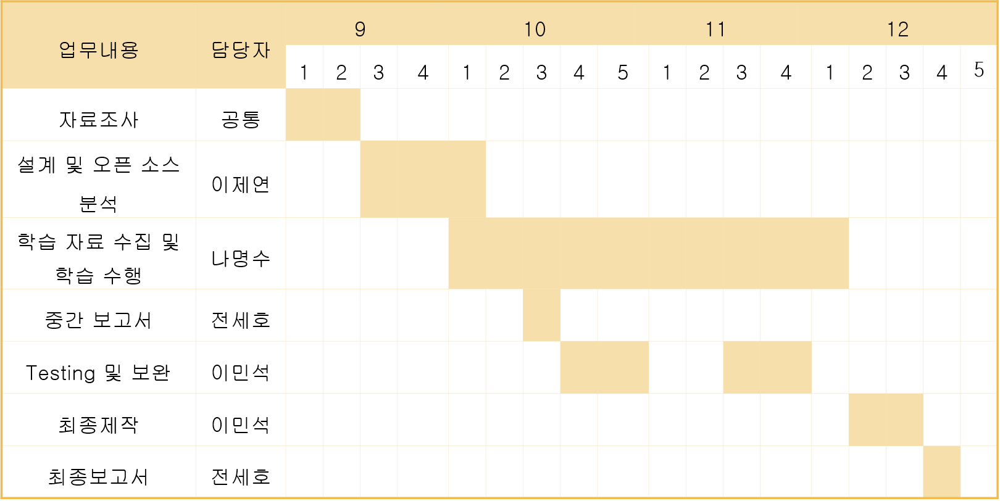 업무내용 담당자 9 10 11 12
1 2 3 4 1 2 3 4 5 1 2 3 4 1 2 3 4 5
자료조사 공통
설계 및 오픈 소스
분석
이제연
학습 자료 수집 및
학습 수행
나명수
중간 보고서 전세호
Testing 및 보완 이민석
최종제작 이민석
최종보고서 전세호